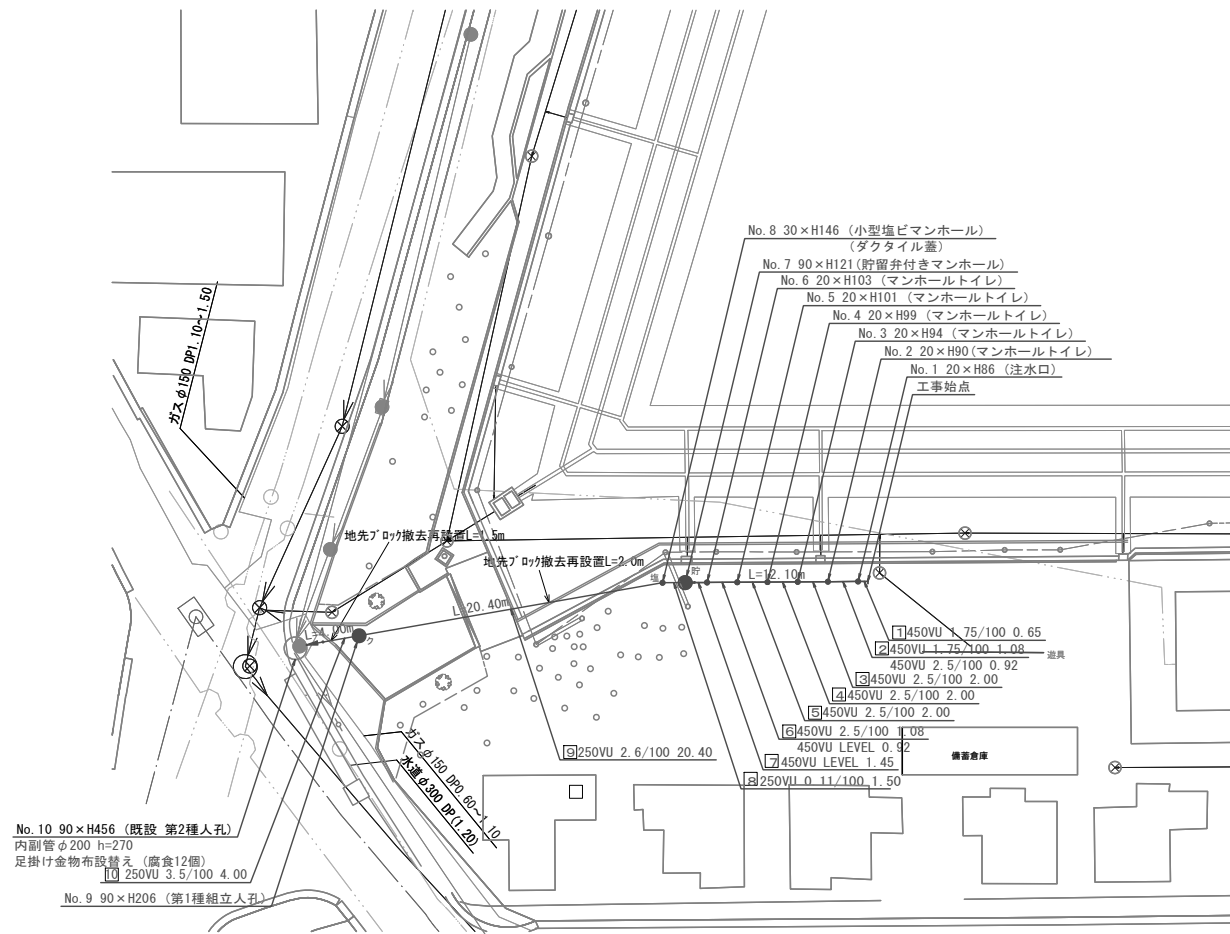 No.8 30×H146 (小型塩ビマンホール)
(ダクタイル蓋)
No.7 90×H121(貯留弁付きマンホール)
No.6 20×H103 (マンホールトイレ)
No.5 20×H101 (マンホールトイレ)
No.4 20×H99 (マンホールトイレ)
No.3 20×H94 (マンホールトイレ)
No.2 20×H90(マンホールトイレ)
No.1 20×H86 (注水口)
工事始点
ガスφ150 DP1.10~1.50
地先ブロック撤去再設置L=1.5m
地先ブロック撤去再設置L=2.0m
塩
貯
L=12.10m
L=20.40m
L=4.00m
1 450VU 1.75/100 0.65
2 450VU 1.75/100 1.08
450VU 2.5/100 0.92
遊具
3 450VU 2.5/100 2.00
4 450VU 2.5/100 2.00
5 450VU 2.5/100 2.00
6 450VU 2.5/100 1.08
450VU LEVEL 0.92
7 450VU LEVEL 1.45
8 250VU 0.11/100 1.50
9 250VU 2.6/100 20.40
備蓄倉庫
ガスφ150 DP0.60~1.10
水道φ300 DP(1.20)
No.10 90×H456 (既設 第2種人孔)
内副管φ200 h=270
足掛け金物布設替え (腐食12個)
10 250VU 3.5/100 4.00
No.9 90×H206 (第1種組立人孔)